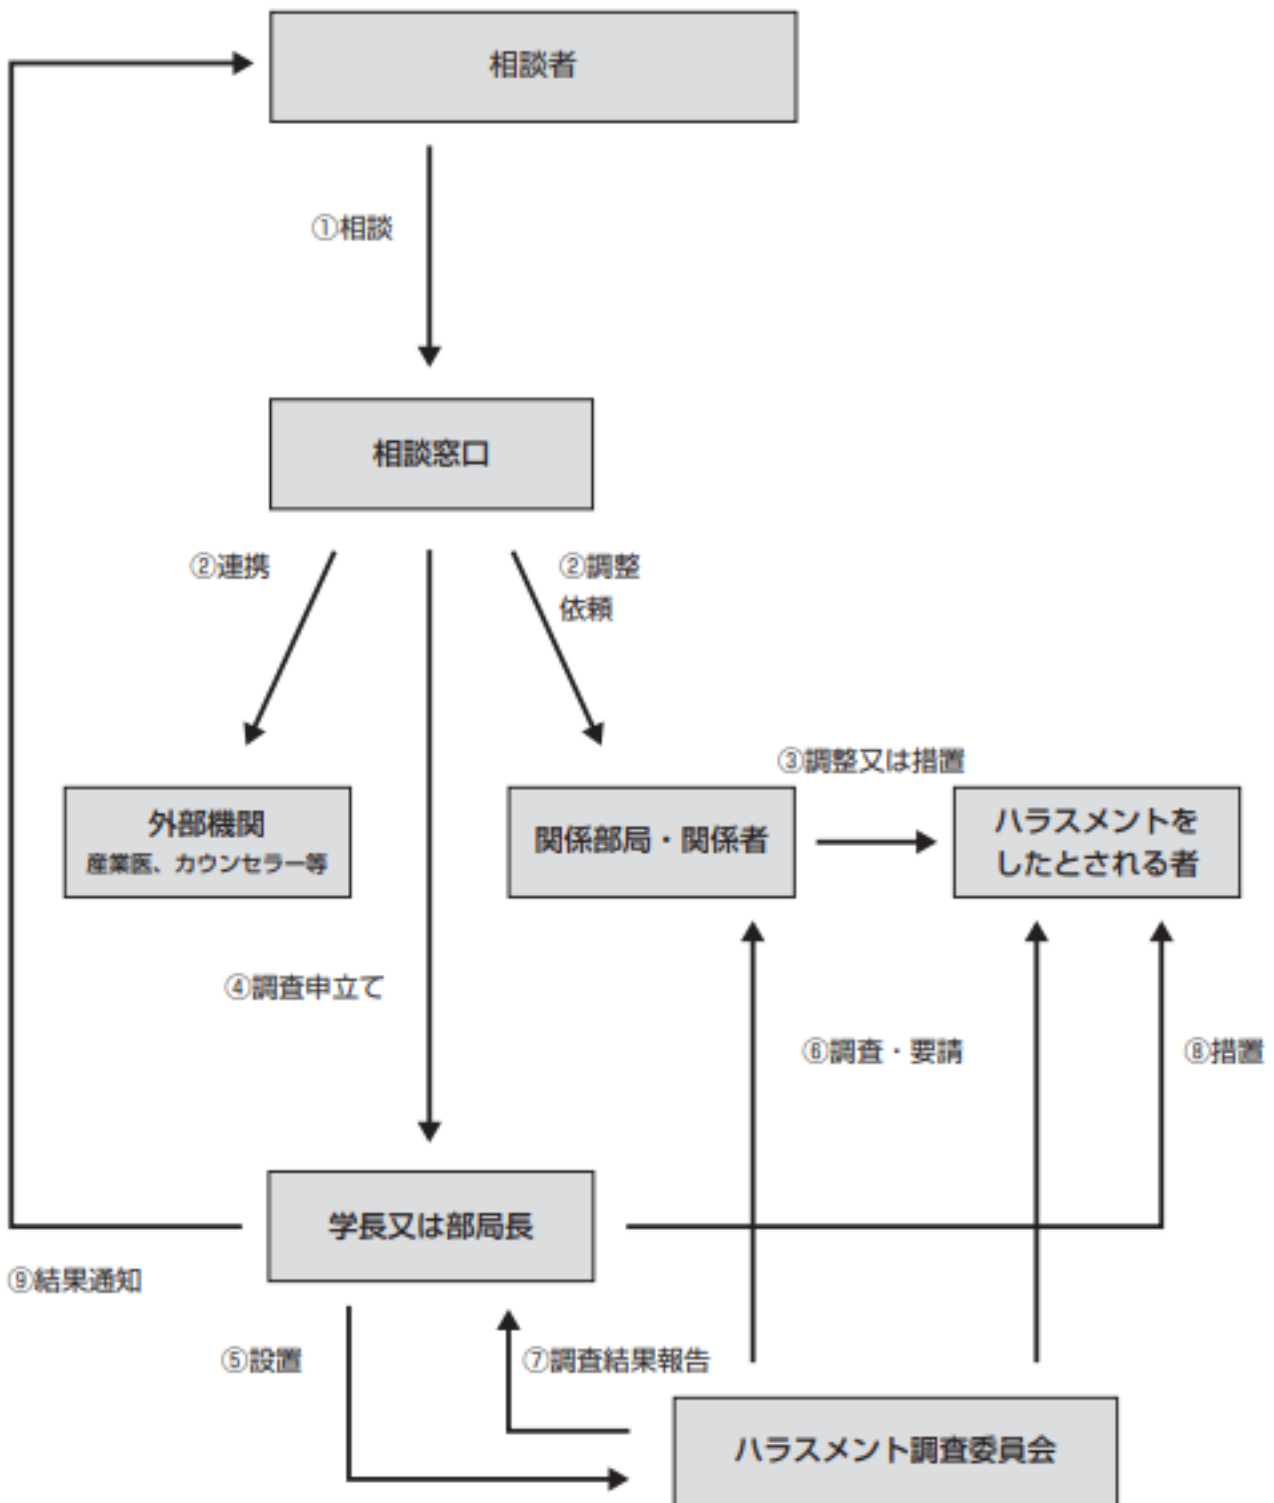 相談者
①相談
相談窓口
②連携
②調整
依頼
③調整又は措置
外部機関
産業医、カウンセラー等
関係部局・関係者
ハラスメントを
したとされる者
④調査申立て
⑥調査・要請
⑧措置
学長又は部局長
⑨結果通知
⑤設置
⑦調査結果報告
ハラスメント調査委員会